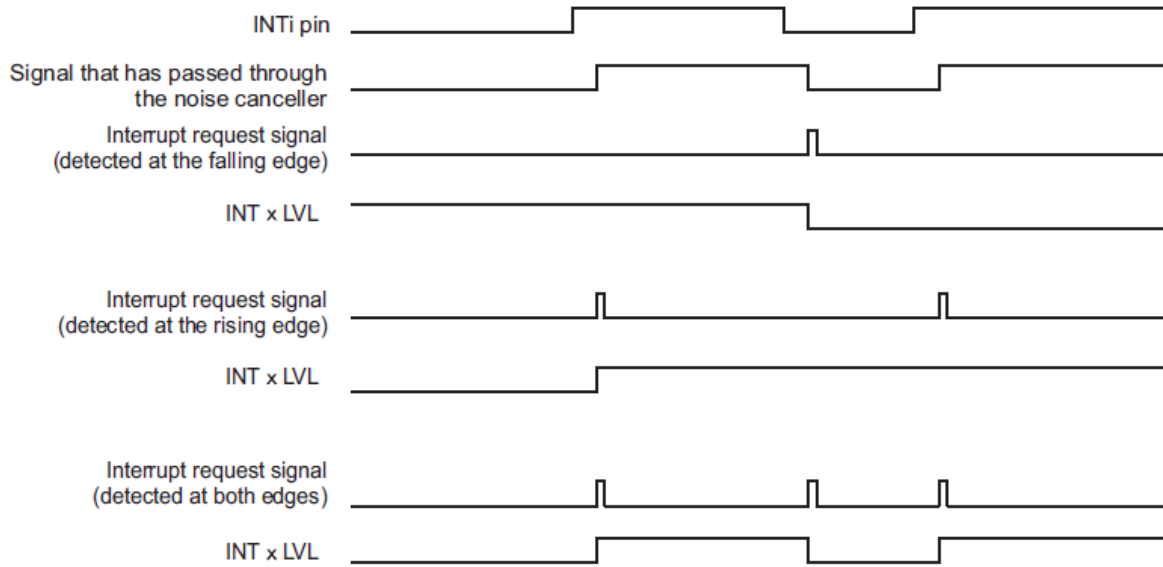 INTi pin
Signal that has passed through
the noise canceller
Interrupt request signal
(detected at the falling edge)
INT x LVL
Interrupt request signal
(detected at the rising edge)
INT x LVL
Interrupt request signal
(detected at both edges)
INT x LVL